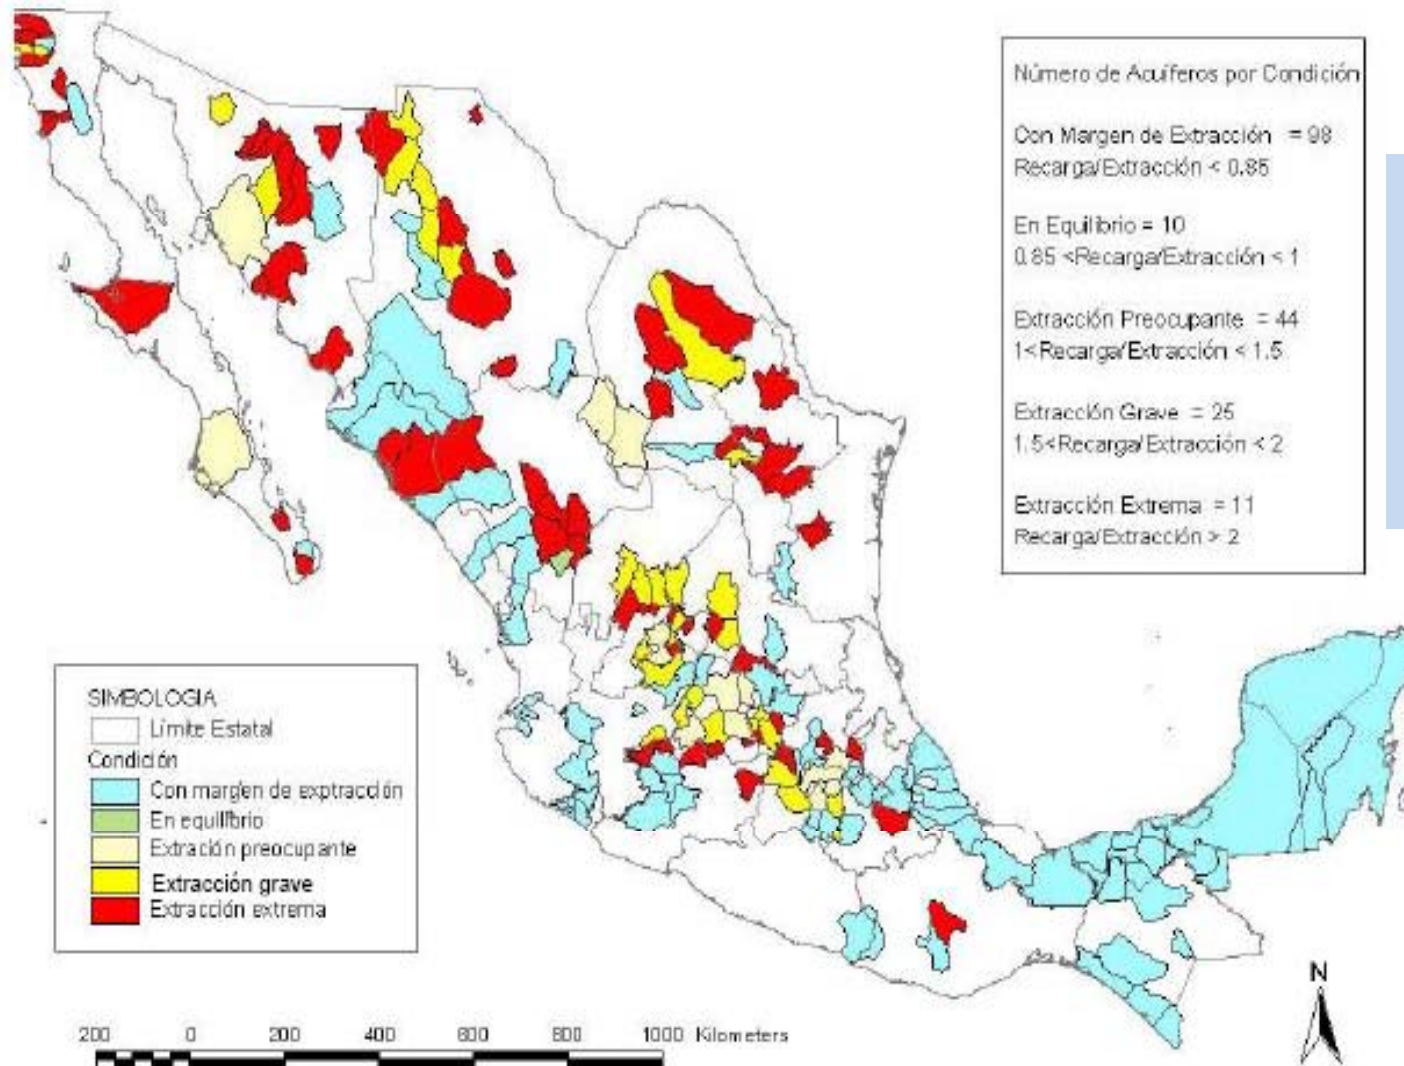 Número de Acuíferos por Condición
Con Margen de Extracción = 98
Recarga/Extracción < 0.85
En Equilibrio = 10
0.85 <Recarga/Extracción < 1
Extracción Preocupante = 44
1<Recarga/Extracción < 1.5
Extracción Grave = 25
1.5<Recarga/Extracción < 2
Extracción Extrema = 11
Recarga/Extracción > 2
SIMBOLOGIA
Límite Estatal
Condición
Con margen de exptracción
En equilibrio
Extración preocupante
Extracción grave
Extracción extrema
N
200 0 200 400 600 800 1000 Kilometers